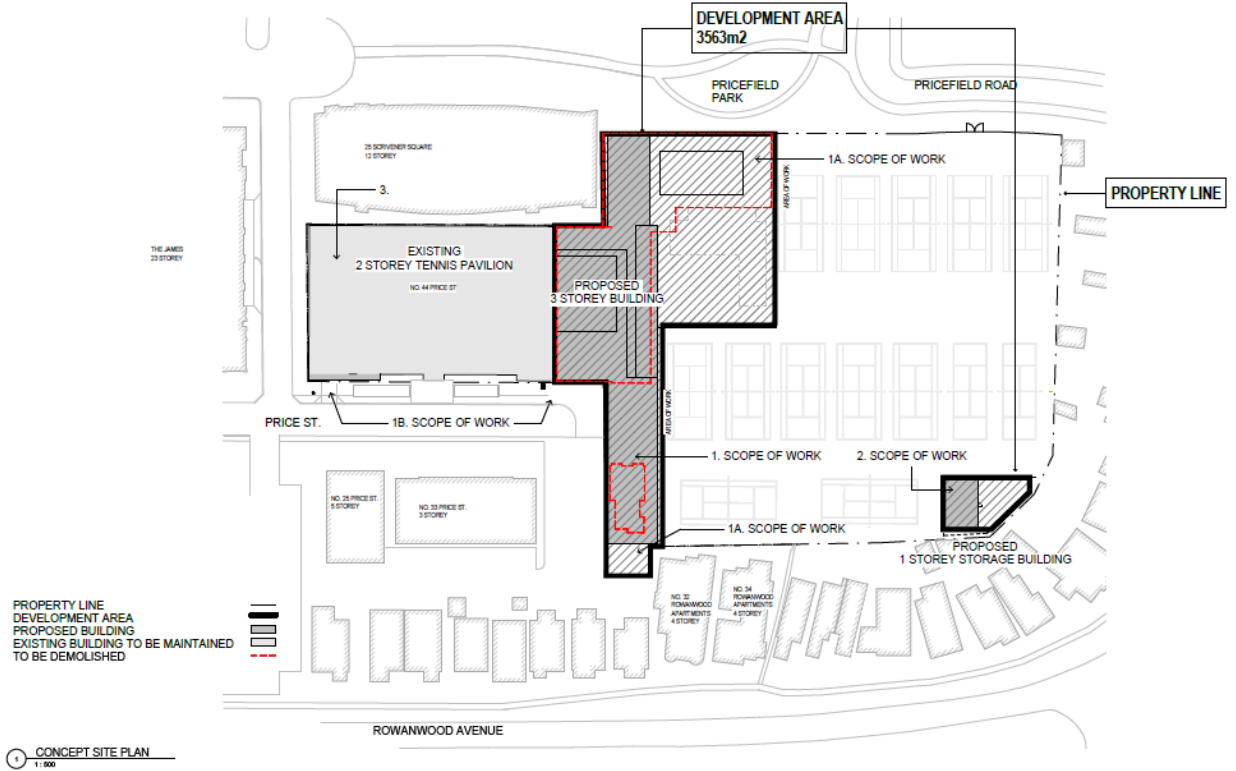 DEVELOPMENT AREA
3563m2
PRICEFIELD
PARK
PRICEFIELD ROAD
25 SCRIVENER SQUARE
12 STOREY
1A. SCOPE OF WORK
AREA OF WORK
3.
PROPERTY LINE
THE JAMES
23 STOREY
EXISTING
2 STOREY TENNIS PAVILION
NO. 44 PRICE ST
PROPOSED
3 STOREY BUILDING
PRICE ST.
1B. SCOPE OF WORK
AREA OF WORK
1. SCOPE OF WORK
2. SCOPE OF WORK
NO. 25 PRICE ST.
5 STOREY
NO. 33 PRICE ST.
3 STOREY
1A. SCOPE OF WORK
PROPOSED
1 STOREY STORAGE BUILDING
NO. 32
ROWANWOOD
APARTMENTS
4 STOREY
NO. 34
ROWANWOOD
APARTMENTS
4 STOREY
PROPERTY LINE
DEVELOPMENT AREA
PROPOSED BUILDING
EXISTING BUILDING TO BE MAINTAINED
TO BE DEMOLISHED
ROWANWOOD AVENUE
1
CONCEPT SITE PLAN
1 : 500